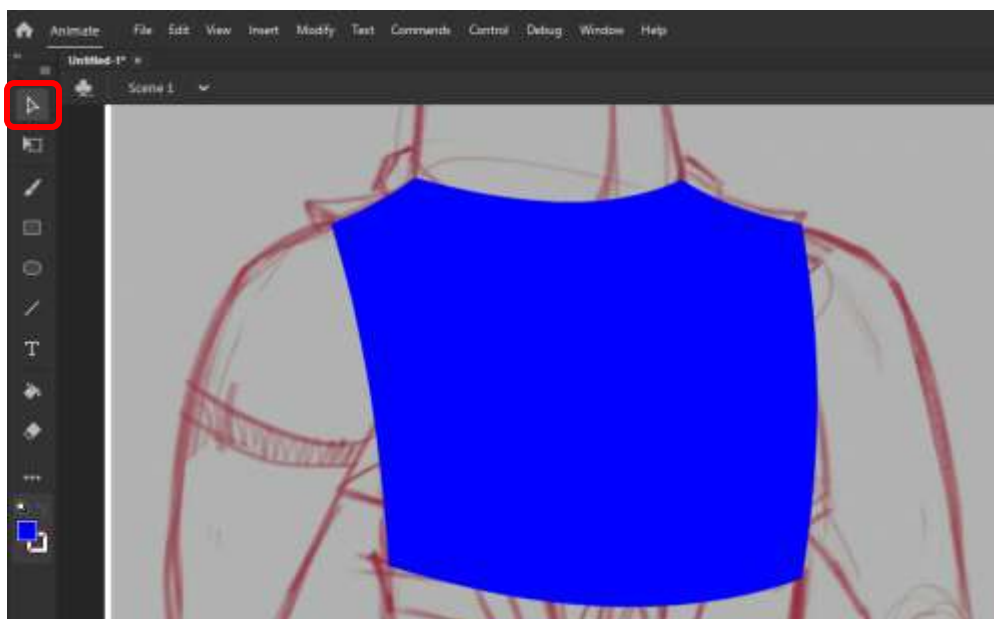 Animate File Edit View Insert Modify Text Commands Control Debug Window Help
Untitled-1* ×
Scene 1
T